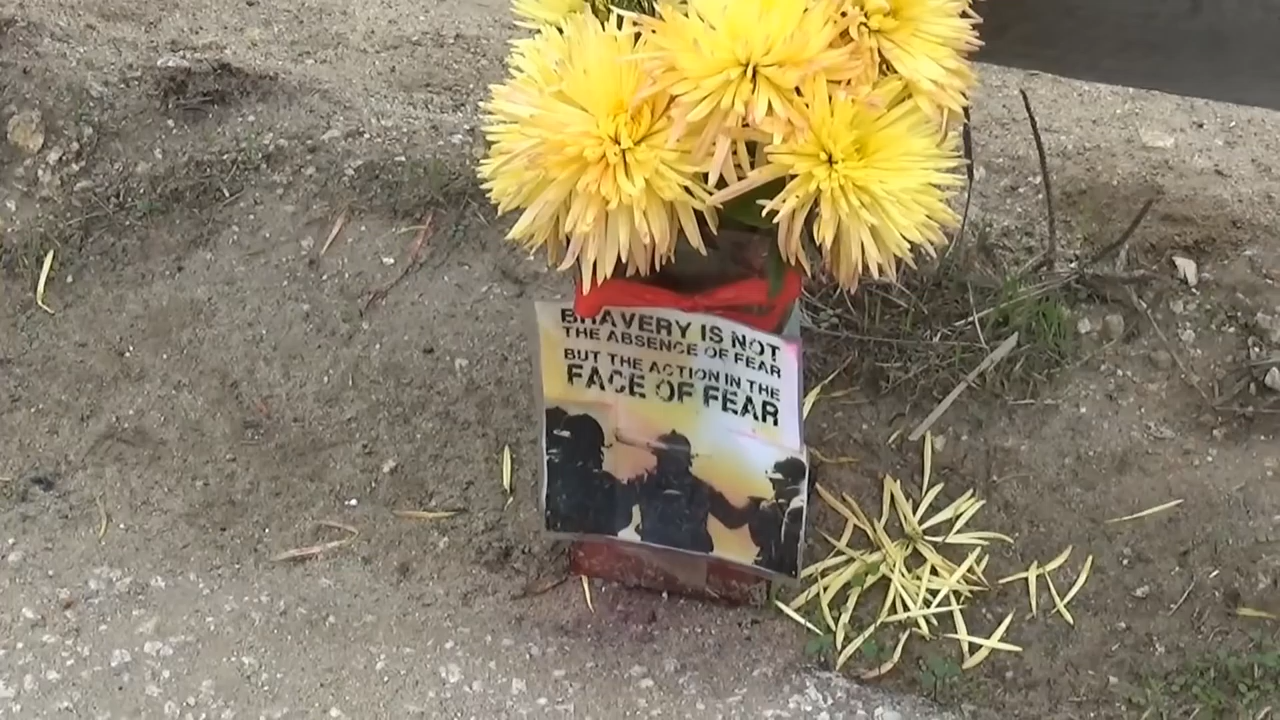 BRAVERY IS NOT
THE ABSENCE OF FEAR
BUT THE ACTION IN THE
FACE OF FEAR